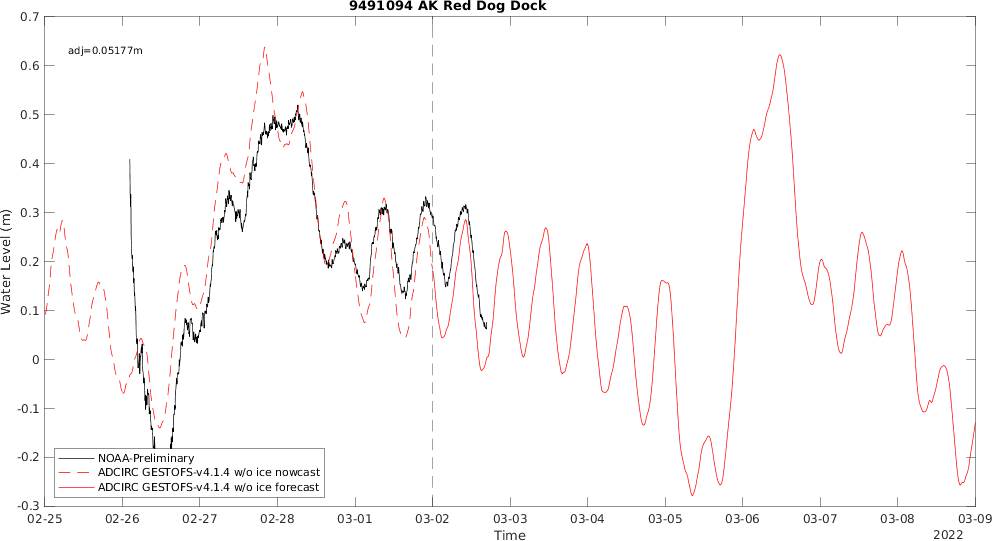 9491094 AK Red Dog Dock
0.7
0.6
0.5
0.4
0.3
0.2
0.1
0
-0.1
-0.2
-0.3
Water Level (m)
adj=0.05177m
NOAA-Preliminary
ADCIRC GESTOFS-v4.1.4 w/o ice nowcast
ADCIRC GESTOFS-v4.1.4 w/o ice forecast
02-25 02-26 02-27 02-28 03-01 03-02 03-03 03-04 03-05 03-06 03-07 03-08 03-09
Time
2022